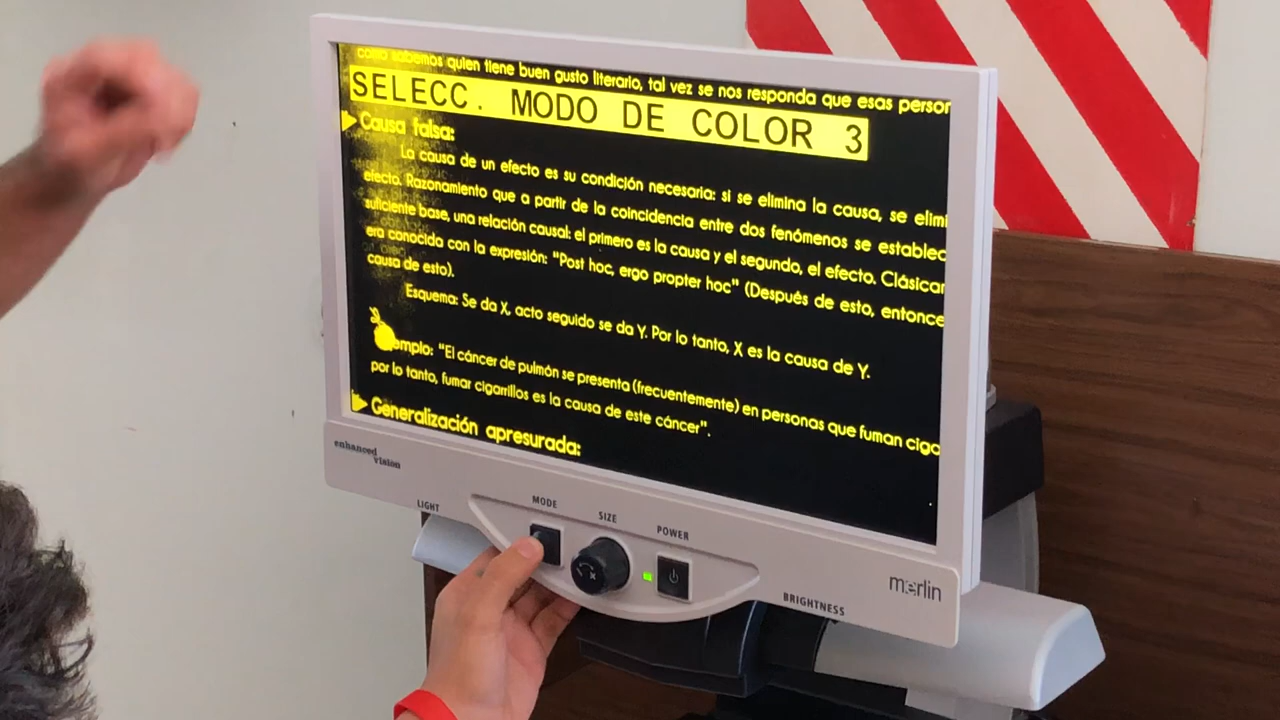 como sabemos quien tiene buen gusto literario, tal vez se nos responda que esas person
SELECC. MODO DE COLOR 3
Causa falsa:
La causa de un efecto es su condición necesaria: si se elimina la causa, se elimi
efecto. Razonamiento que a partir de la coincidencia entre dos fenómenos se establec
suficiente base, una relación causal: el primero es la causa y el segundo, el efecto. Clásicar
era conocida con la expresión: "Post hoc, ergo propter hoc" (Después de esto, entonce
causa de esto).
Esquema: Se da X, acto seguido se da Y. Por lo tanto, X es la causa de Y.
emplo: "El cáncer de pulmón se presenta (frecuentemente) en personas que fuman ciga
por lo tanto, fumar cigarrillos es la causa de este cáncer".
Generalización apresurada:
enhanced
vision
LIGHT
MODE
SIZE
POWER
BRIGHTNESS
merlin